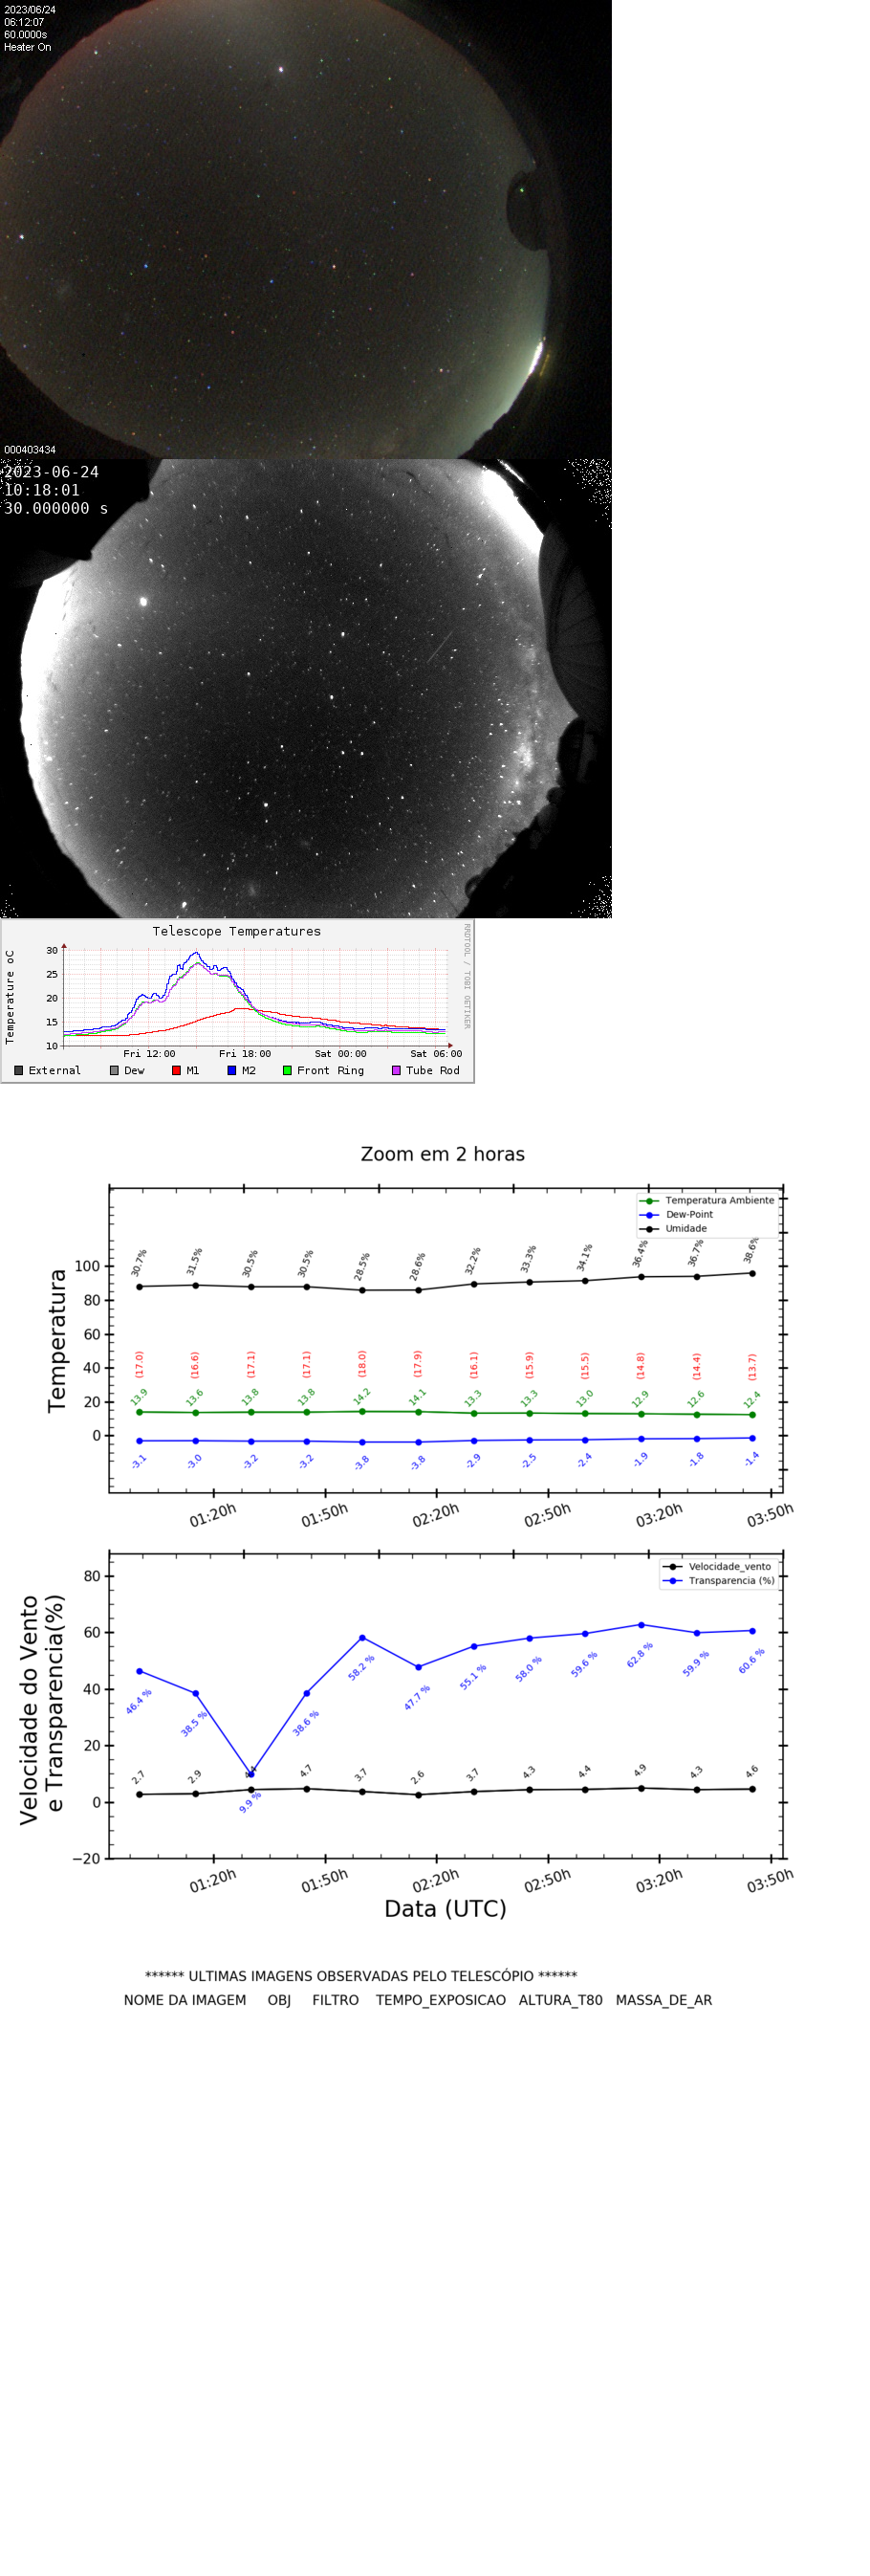 2023/06/24
06:12:07
60.0000s
Heater On
000403434
2023-06-24
10:18:01
30.000000 s
Telescope Temperatures
RRDTOOL / TOBI OETIKER
Temperature oC
30
25
20
15
10
Fri 12:00 Fri 18:00 Sat 00:00 Sat 06:00
External Dew M1 M2 Front Ring Tube Rod
Zoom em 2 horas
Temperatura Ambiente
Dew-Point
Umidade
Temperatura
100
80
60
40
20
0
30.7% 31.5% 30.5% 30.5% 28.5% 28.6% 32.2% 33.3% 34.1% 36.4% 36.7% 38.6%
(17.0) (16.6) (17.1) (17.1) (18.0) (17.9) (16.1) (15.9) (15.5) (14.8) (14.4) (13.7)
13.9 13.6 13.8 13.8 14.2 14.1 13.3 13.3 13.0 12.9 12.6 12.4
-3.1 -3.0 -3.2 -3.2 -3.8 -3.8 -2.9 -2.5 -2.4 -1.9 -1.8 -1.4
01:20h 01:50h 02:20h 02:50h 03:20h 03:50h
Velocidade_vento
Transparencia (%)
Velocidade do Vento
e Transparencia(%)
80
60
40
20
0
−20
46.4 % 38.5 % 9.9 % 38.6 % 58.2 % 47.7 % 55.1 % 58.0 % 59.6 % 62.8 % 59.9 % 60.6 %
2.7 2.9 4.4 4.7 3.7 2.6 3.7 4.3 4.4 4.9 4.3 4.6
01:20h 01:50h 02:20h 02:50h 03:20h 03:50h
Data (UTC)
****** ULTIMAS IMAGENS OBSERVADAS PELO TELESCÓPIO ******
NOME DA IMAGEM OBJ FILTRO TEMPO_EXPOSICAO ALTURA_T80 MASSA_DE_AR